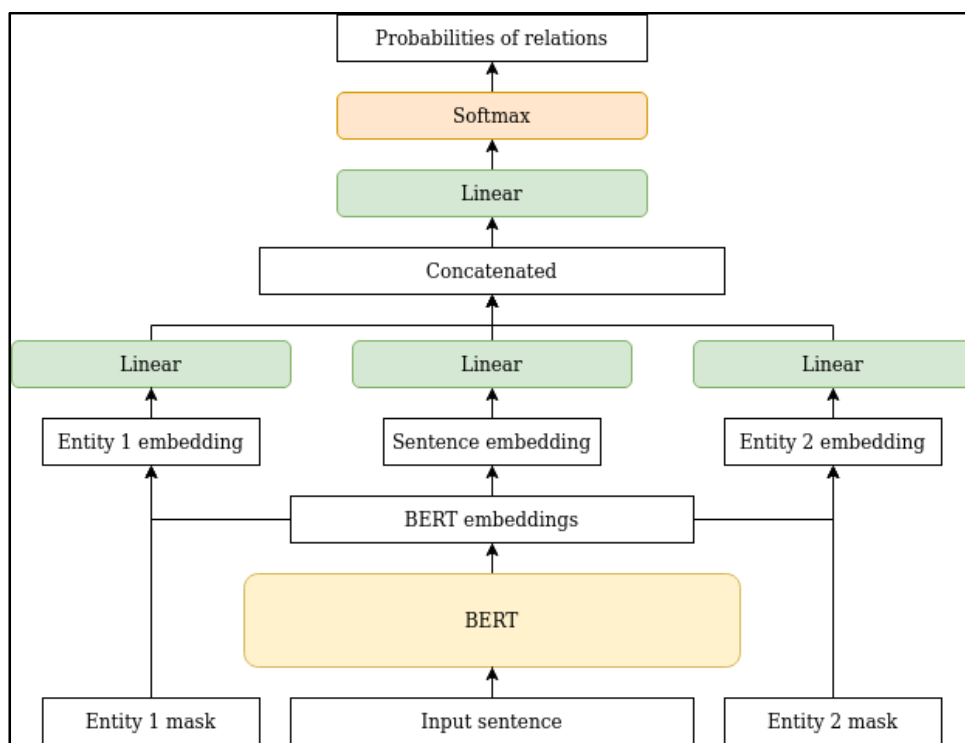 Probabilities of relations
Softmax
Linear
Concatenated
Linear
Linear
Linear
Entity 1 embedding
Sentence embedding
Entity 2 embedding
BERT embeddings
BERT
Entity 1 mask
Input sentence
Entity 2 mask